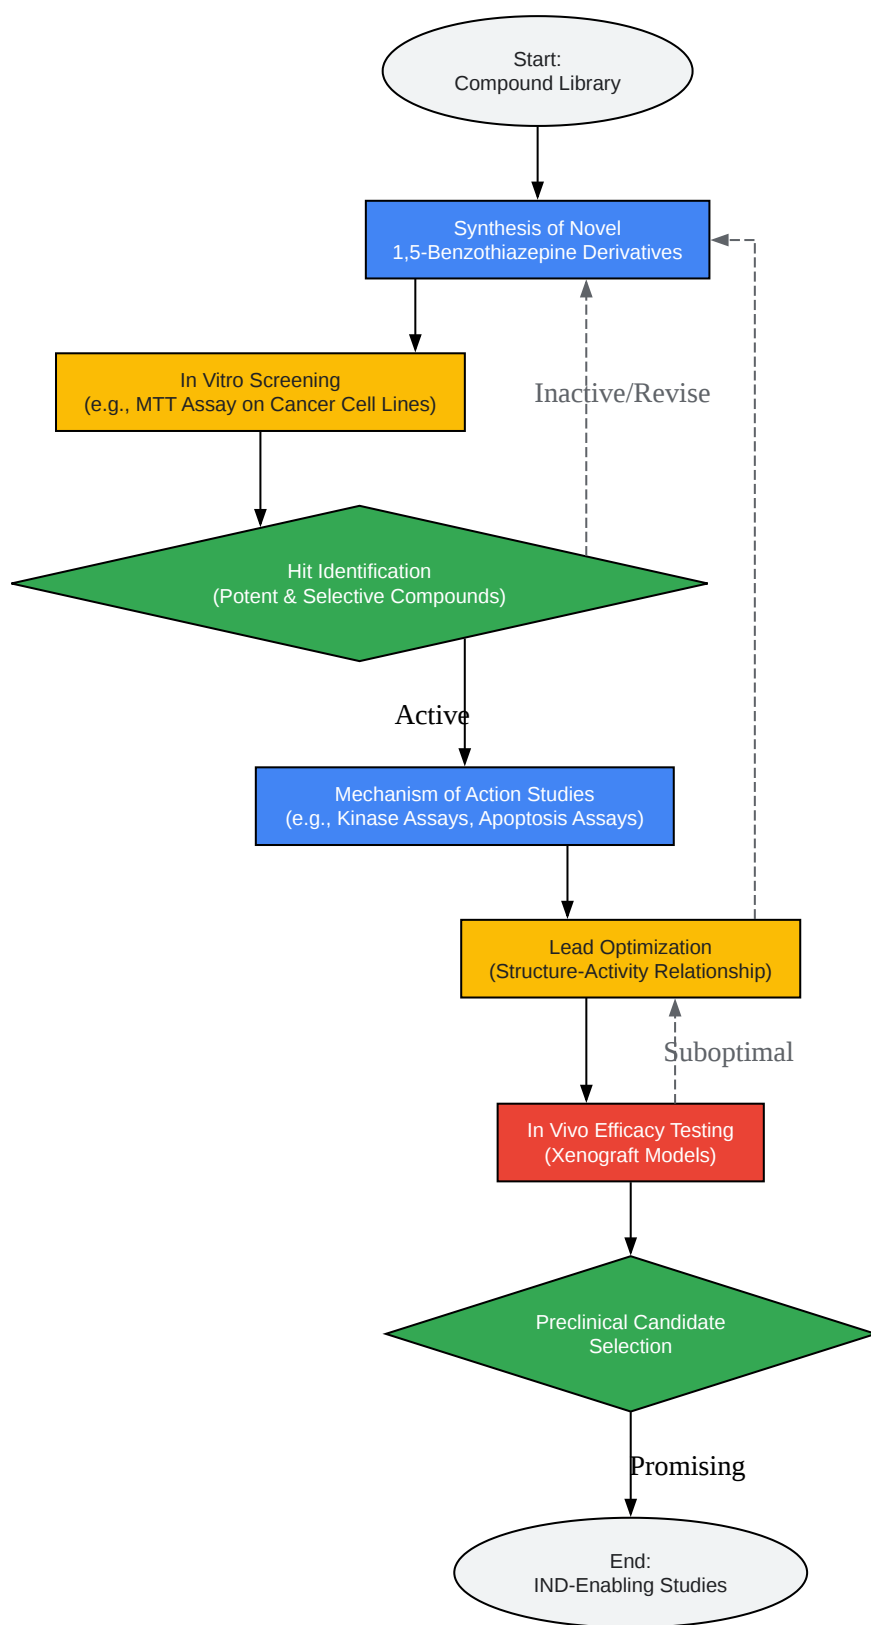 Start:
Compound Library
Synthesis of Novel
1,5-Benzothiazepine Derivatives
In Vitro Screening
(e.g., MTT Assay on Cancer Cell Lines)
Inactive/Revise
Hit Identification
(Potent & Selective Compounds)
Active
Mechanism of Action Studies
(e.g., Kinase Assays, Apoptosis Assays)
Lead Optimization
(Structure-Activity Relationship)
Suboptimal
In Vivo Efficacy Testing
(Xenograft Models)
Preclinical Candidate
Selection
Promising
End:
IND-Enabling Studies